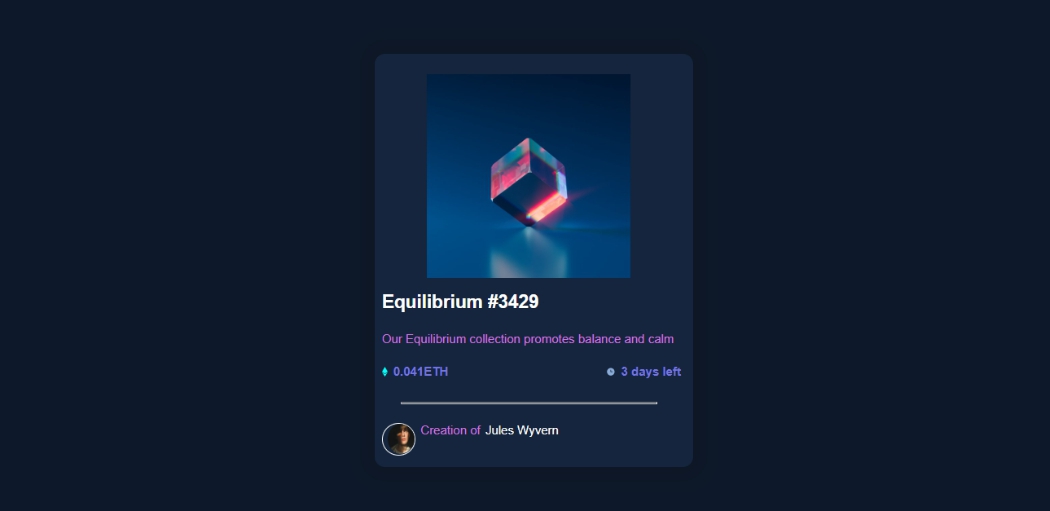 Equilibrium #3429
Our Equilibrium collection promotes balance and calm
0.041ETH 3 days left
Creation of Jules Wyvern